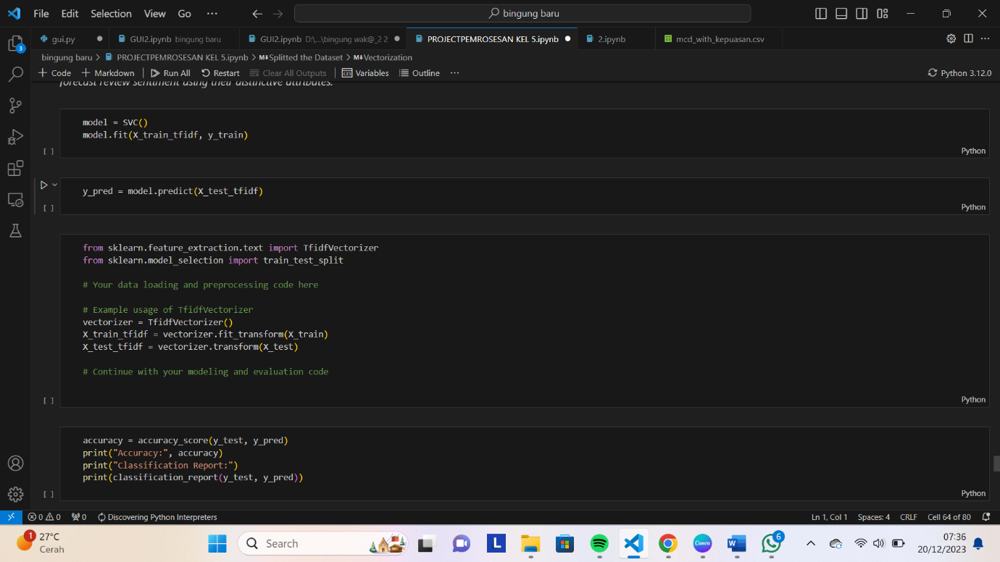 File Edit Selection View Go ··· bingung baru
gui.py GUI2.ipynb bingung baru GUI2.ipynb D:\...\bingung wak@_2 2 PROJECTPEMROSESAN KEL 5.ipynb 2.ipynb mcd_with_kepuasan.csv
bingung baru > PROJECTPEMROSESAN KEL 5.ipynb > M↓Splitted the Dataset > M↓Vectorization
+ Code + Markdown Run All Restart Clear All Outputs Variables Outline ··· Python 3.12.0
forecast review sentiment using their distinctive attributes.
model = SVC()
model.fit(X_train_tfidf, y_train)
[ ] Python
y_pred = model.predict(X_test_tfidf)
[ ] Python
from sklearn.feature_extraction.text import TfidfVectorizer
from sklearn.model_selection import train_test_split
# Your data loading and preprocessing code here
# Example usage of TfidfVectorizer
vectorizer = TfidfVectorizer()
X_train_tfidf = vectorizer.fit_transform(X_train)
X_test_tfidf = vectorizer.transform(X_test)
# Continue with your modeling and evaluation code
[ ] Python
accuracy = accuracy_score(y_test, y_pred)
print("Accuracy:", accuracy)
print("Classification Report:")
print(classification_report(y_test, y_pred))
[ ] Python
3
0 0 0 Discovering Python Interpreters Ln 1, Col 1 Spaces: 4 CRLF Cell 64 of 80
1 27°C
Cerah
Search
L
Canva
W
6
07:36
20/12/2023